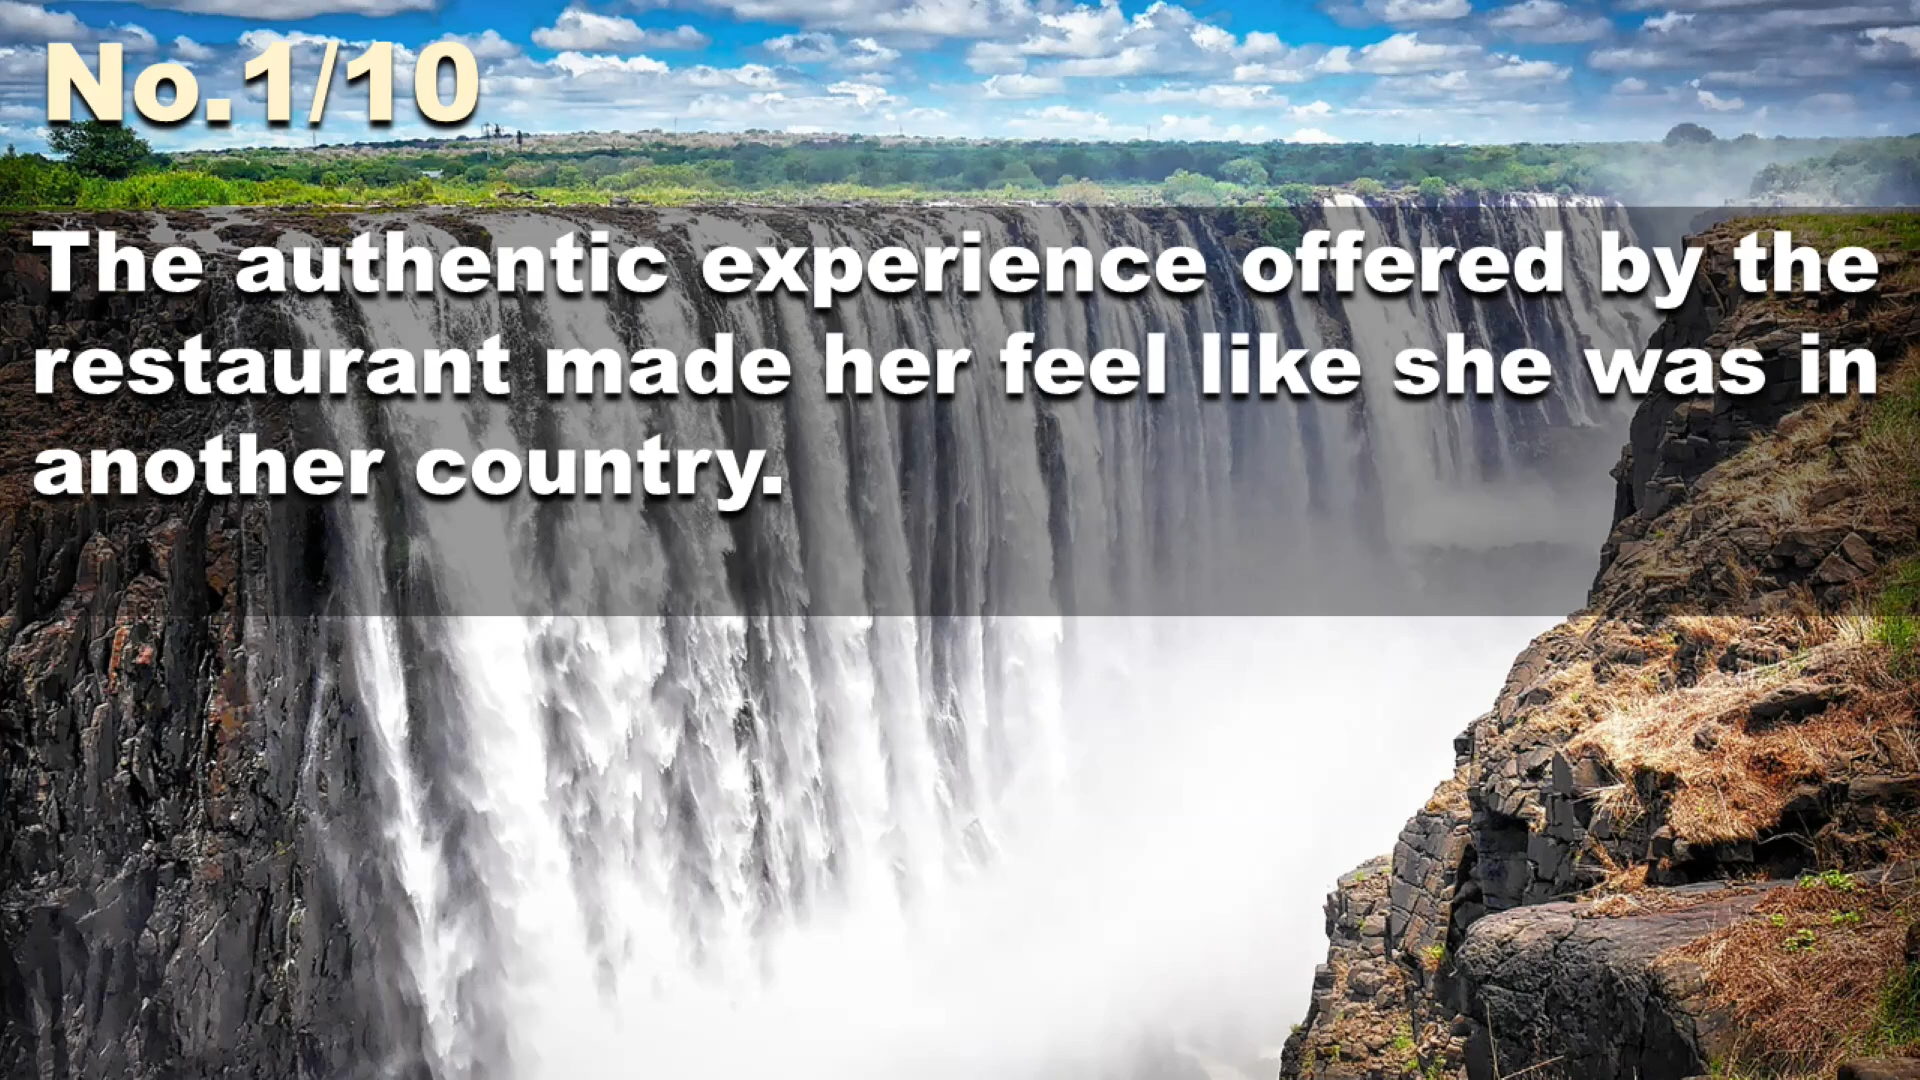 No.1/10
The authentic experience offered by the
restaurant made her feel like she was in
another country.